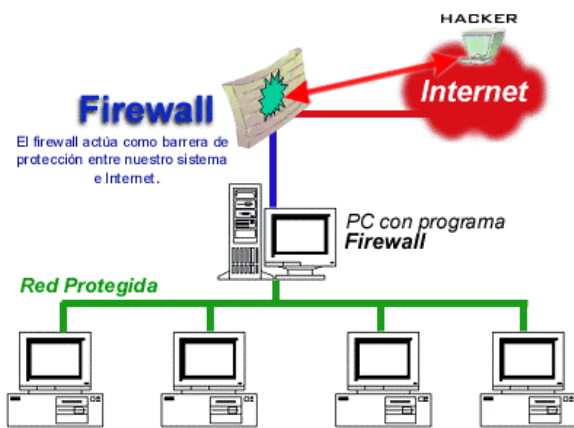 HACKER
Internet
Firewall
El firewall actúa como barrera de
protección entre nuestro sistema
e Internet.
PC con programa
Firewall
Red Protegida